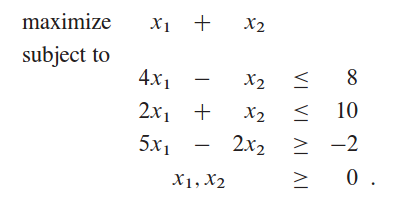 maximize x₁ + x₂
subject to
4x₁ − x₂ ≤ 8
2x₁ + x₂ ≤ 10
5x₁ − 2x₂ ≥ −2
x₁, x₂ ≥ 0 .